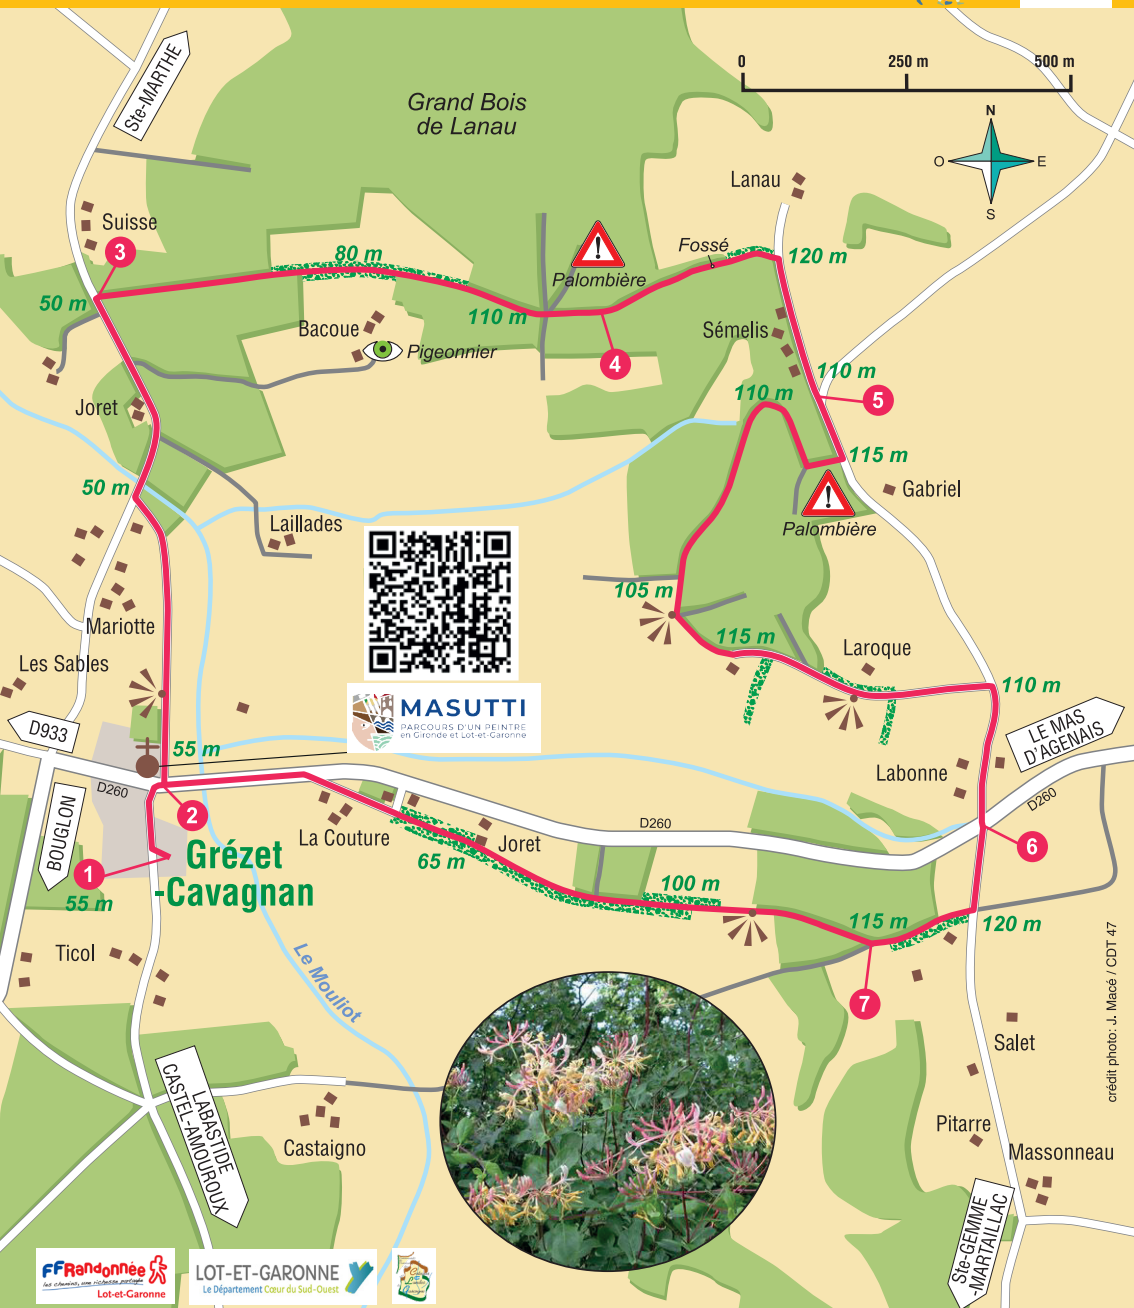 0
250 m
500 m
Ste-MARTHE
Grand Bois
de Lanau
N
O
E
S
Lanau
Suisse
3
80 m
Fossé
120 m
Palombière
50 m
110 m
Bacoue
Pigeonnier
4
Sémelis
110 m
110 m
5
Joret
115 m
50 m
Gabriel
Laillades
Palombière
105 m
Mariotte
115 m
Laroque
Les Sables
110 m
MASUTTI
PARCOURS D'UN PEINTRE
en Gironde et Lot-et-Garonne
D933
LE MAS
D'AGENAIS
55 m
D260
Labonne
D260
BOUGLON
2
La Couture
Joret
D260
6
1
Grézet
-Cavagnan
65 m
55 m
100 m
115 m
120 m
Ticol
Le Mouliot
7
Salet
crédit photo: J. Macé / CDT 47
LABASTIDE
CASTEL-AMOUROUX
Castaigno
Pitarre
Massonneau
Ste-GEMME
-MARTAILLAC
FFRandonnée
les chemins, une richesse partagée
Lot-et-Garonne
LOT-ET-GARONNE
Le Département Cœur du Sud-Ouest